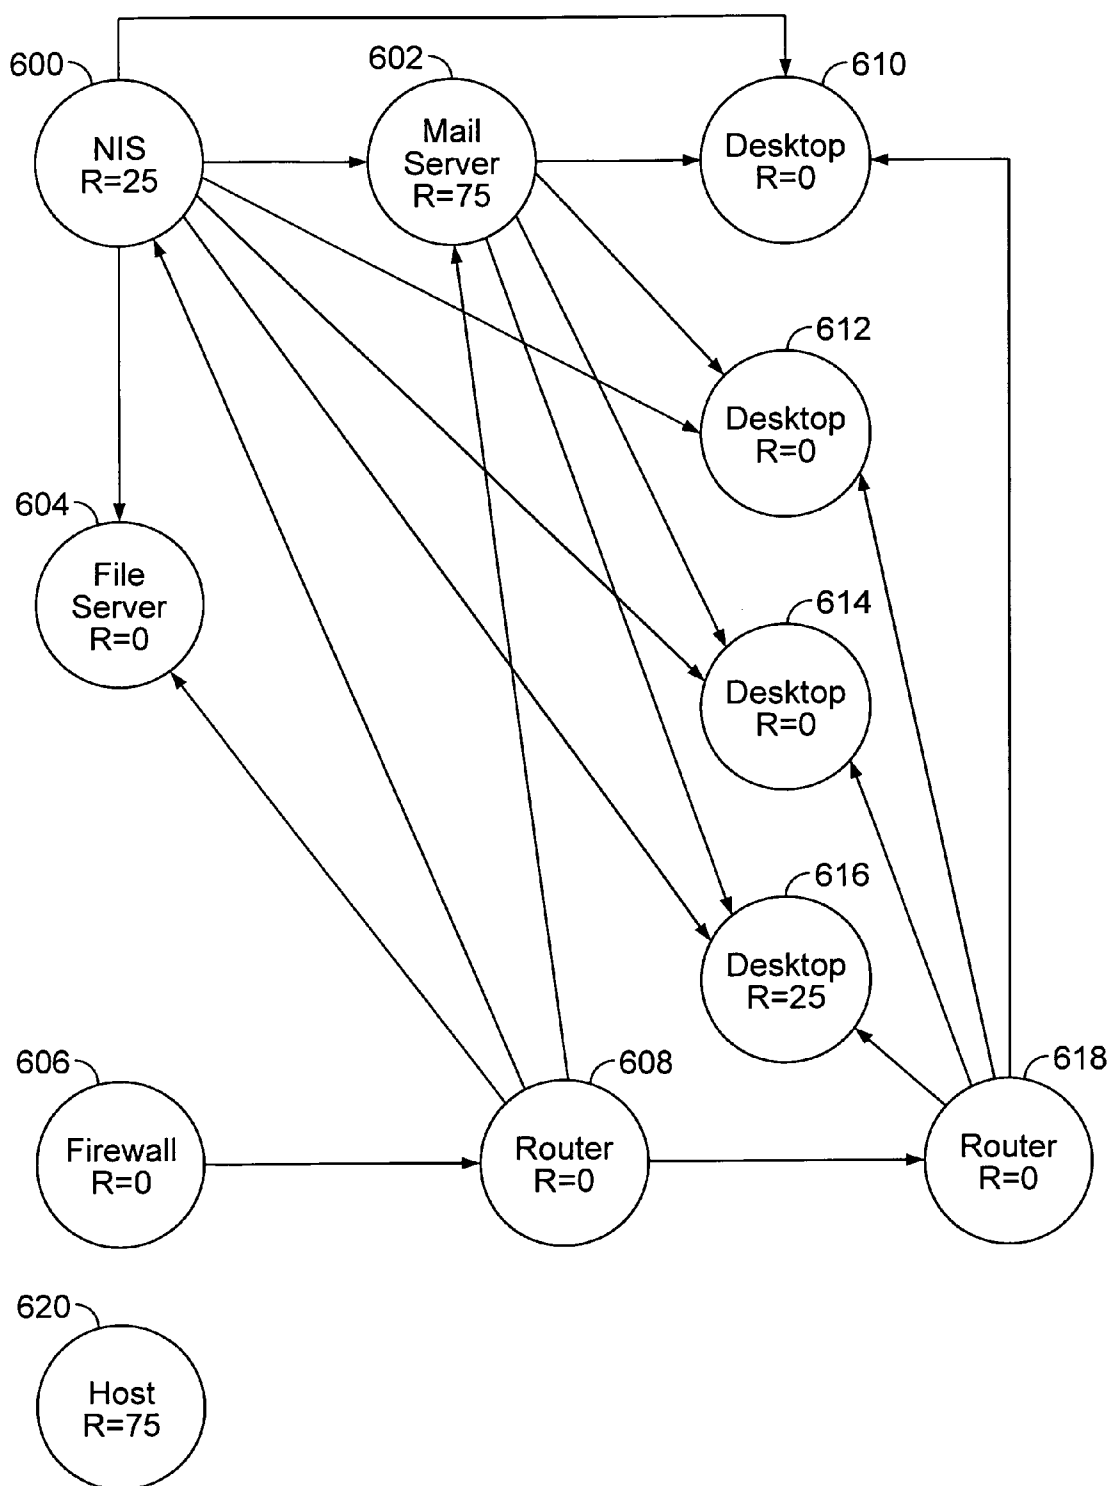 600
NIS
R=25
602
Mail
Server
R=75
610
Desktop
R=0
612
Desktop
R=0
604
File
Server
R=0
614
Desktop
R=0
616
Desktop
R=25
606
Firewall
R=0
608
Router
R=0
618
Router
R=0
620
Host
R=75